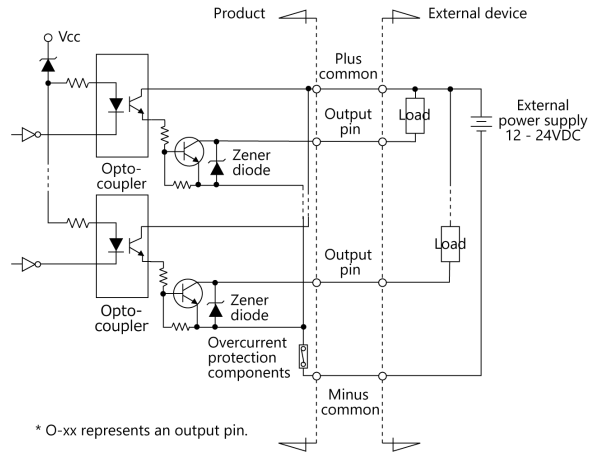 Product
External device
Vcc
Plus
common
Output
pin
Load
External
power supply
12 - 24VDC
Opto-
coupler
Zener
diode
Output
pin
Load
Opto-
coupler
Zener
diode
Overcurrent
protection
components
Minus
common
* O-xx represents an output pin.